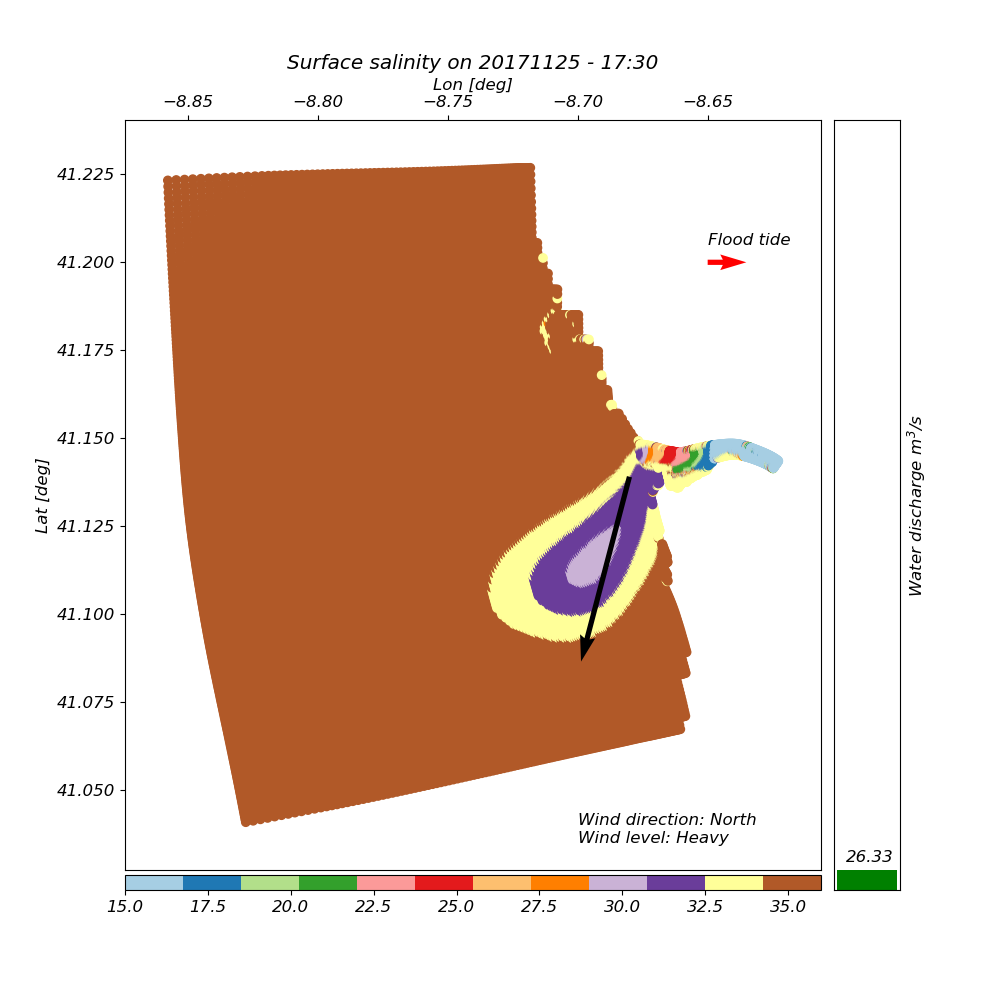 Surface salinity on 20171125 - 17:30
Lon [deg]
−8.85 −8.80 −8.75 −8.70 −8.65
41.225
41.200
41.175
41.150
41.125
41.100
41.075
41.050
Lat [deg]
Flood tide
Wind direction: North
Wind level: Heavy
26.33
Water discharge m³/s
15.0 17.5 20.0 22.5 25.0 27.5 30.0 32.5 35.0